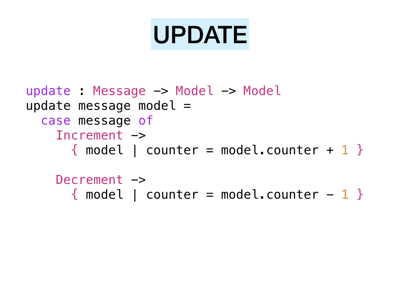 UPDATE
update : Message -> Model -> Model
update message model =
  case message of
    Increment ->
      { model | counter = model.counter + 1 }
    Decrement ->
      { model | counter = model.counter - 1 }